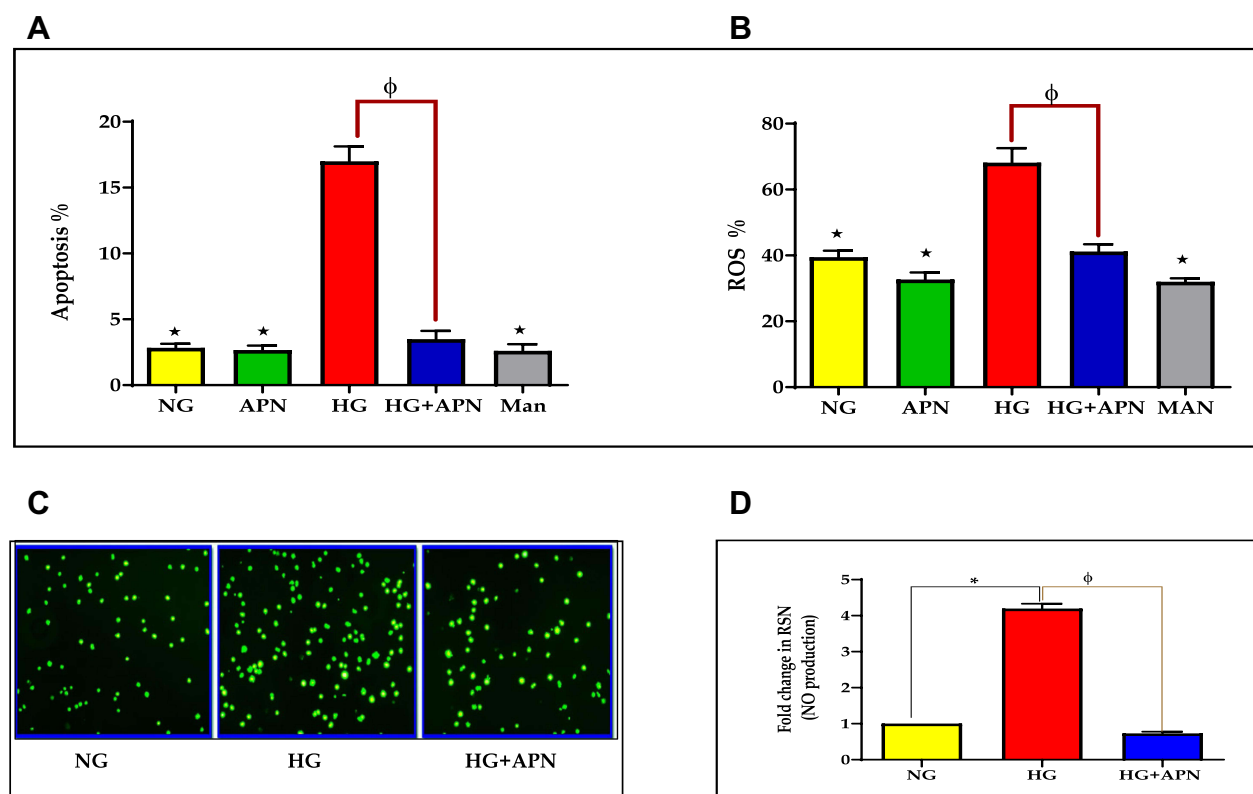 A
ϕ
Apoptosis %
20
15
10
5
0
★ ★ ★
NG APN HG HG+APN Man
B
ϕ
ROS %
80
60
40
20
0
★ ★ ★
NG APN HG HG+APN MAN
C
NG HG HG+APN
D
* ϕ
Fold change in RSN
(NO production)
5
4
3
2
1
0
NG HG HG+APN